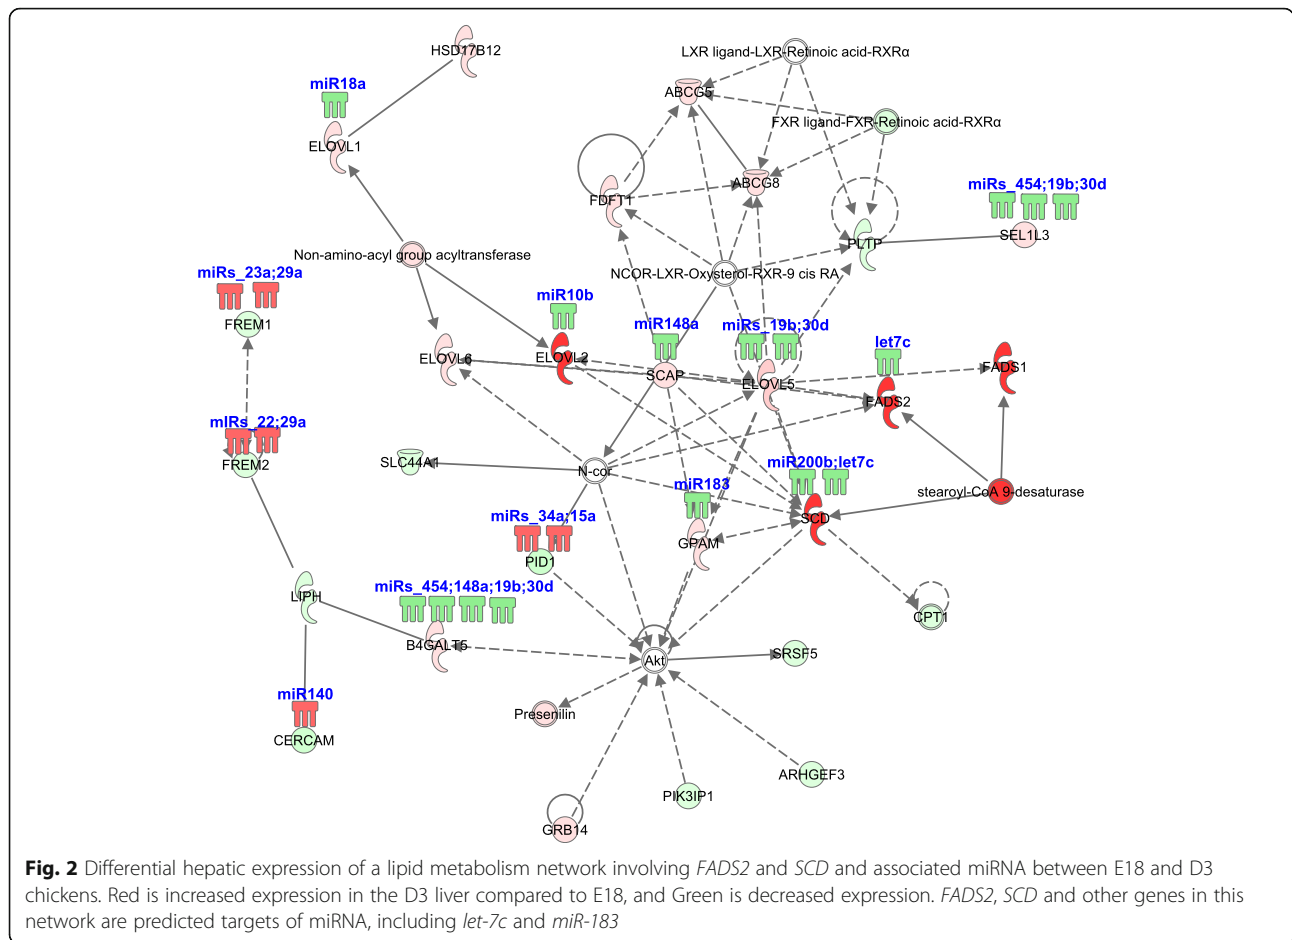 HSD17B12
LXR ligand-LXR-Retinoic acid-RXRα
miR18a
ABCG5
FXR ligand-FXR-Retinoic acid-RXRα
ELOVL1
ABCG8
miRs_454;19b;30d
FDFT1
SEL1L3
PLTP
Non-amino-acyl group acyltransferase
miRs_23a;29a
NCOR-LXR-Oxysterol-RXR-9 cis RA
miR10b
FREM1
miR148a
miRs_19b;30d
let7c
ELOVL6
ELOVL2
SCAP
ELOVL5
FADS1
FADS2
mIRs_22;29a
FREM2
SLC44A1
N-cor
miR200b;let7c
miR183
stearoyl-CoA 9-desaturase
miRs_34a;15a
SCD
GPAM
PID1
miRs_454;148a;19b;30d
LIPH
CPT1
B4GALT5
Akt
SRSF5
miR140
Presenilin
CERCAM
ARHGEF3
PIK3IP1
GRB14
Fig. 2 Differential hepatic expression of a lipid metabolism network involving FADS2 and SCD and associated miRNA between E18 and D3
chickens. Red is increased expression in the D3 liver compared to E18, and Green is decreased expression. FADS2, SCD and other genes in this
network are predicted targets of miRNA, including let-7c and miR-183